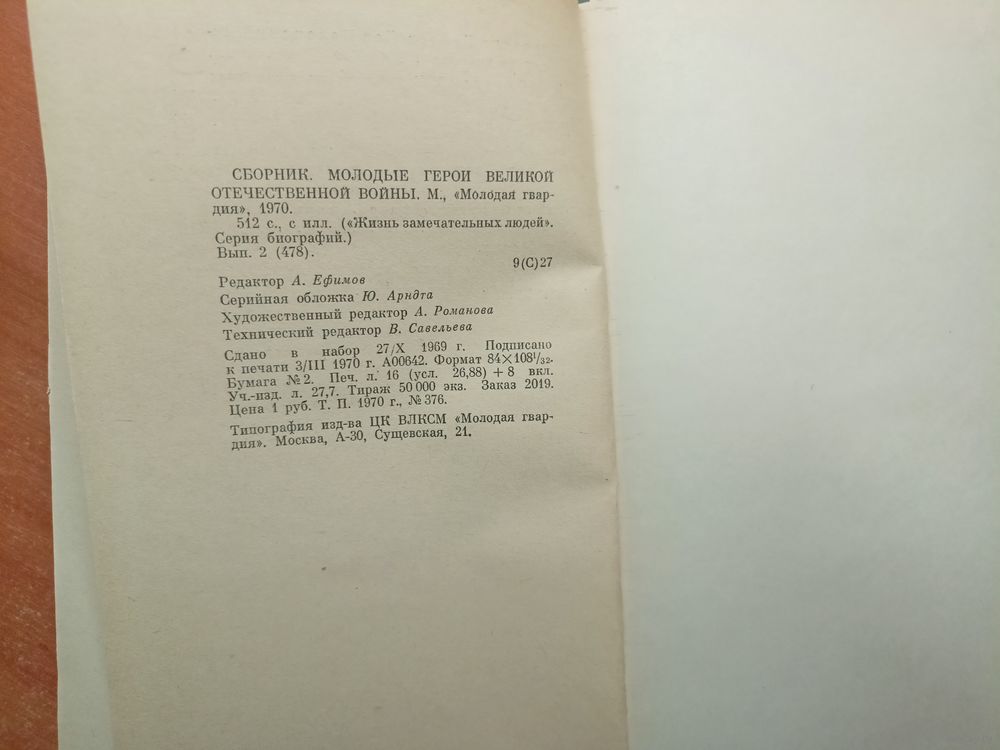 СБОРНИК. МОЛОДЫЕ ГЕРОИ ВЕЛИКОЙ
ОТЕЧЕСТВЕННОЙ ВОЙНЫ. М., «Молодая гвар-
дия», 1970.
512 с., с илл. («Жизнь замечательных людей».
Серия биографий.)
Вып. 2 (478).
9(С)27
Редактор А. Ефимов
Серийная обложка Ю. Арндта
Художественный редактор А. Романова
Технический редактор В. Савельева
Сдано в набор 27/X 1969 г. Подписано
к печати 3/III 1970 г. А00642. Формат 84×108¹/₃₂.
Бумага № 2. Печ. л. 16 (усл. 26,88) + 8 вкл.
Уч.-изд. л. 27,7. Тираж 50 000 экз. Заказ 2019.
Цена 1 руб. Т. П. 1970 г., № 376.
Типография изд-ва ЦК ВЛКСМ «Молодая гвар-
дия». Москва, А-30, Сущевская, 21.